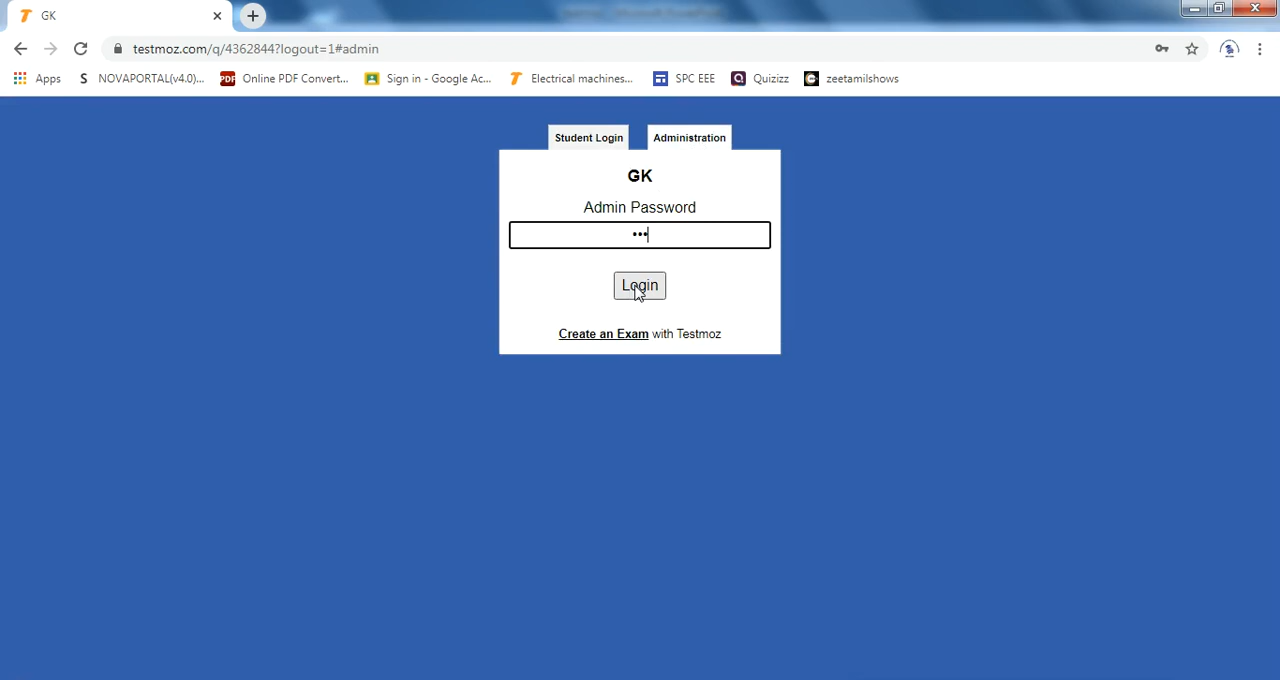 GK
testmoz.com/q/4362844?logout=1#admin
Apps S NOVAPORTAL(v4.0)... PDF Online PDF Convert... Sign in - Google Ac... Electrical machines... SPC EEE Quizizz zeetamilshows
Student Login Administration
GK
Admin Password
•••
Login
Create an Exam with Testmoz